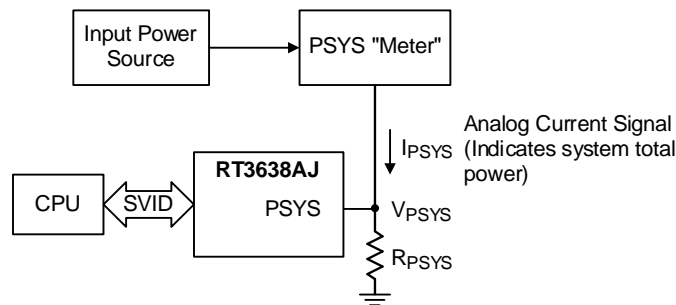 Input Power
Source
PSYS "Meter"
IPSYS
Analog Current Signal
(Indicates system total
power)
RT3638AJ
PSYS
CPU
SVID
VPSYS
RPSYS